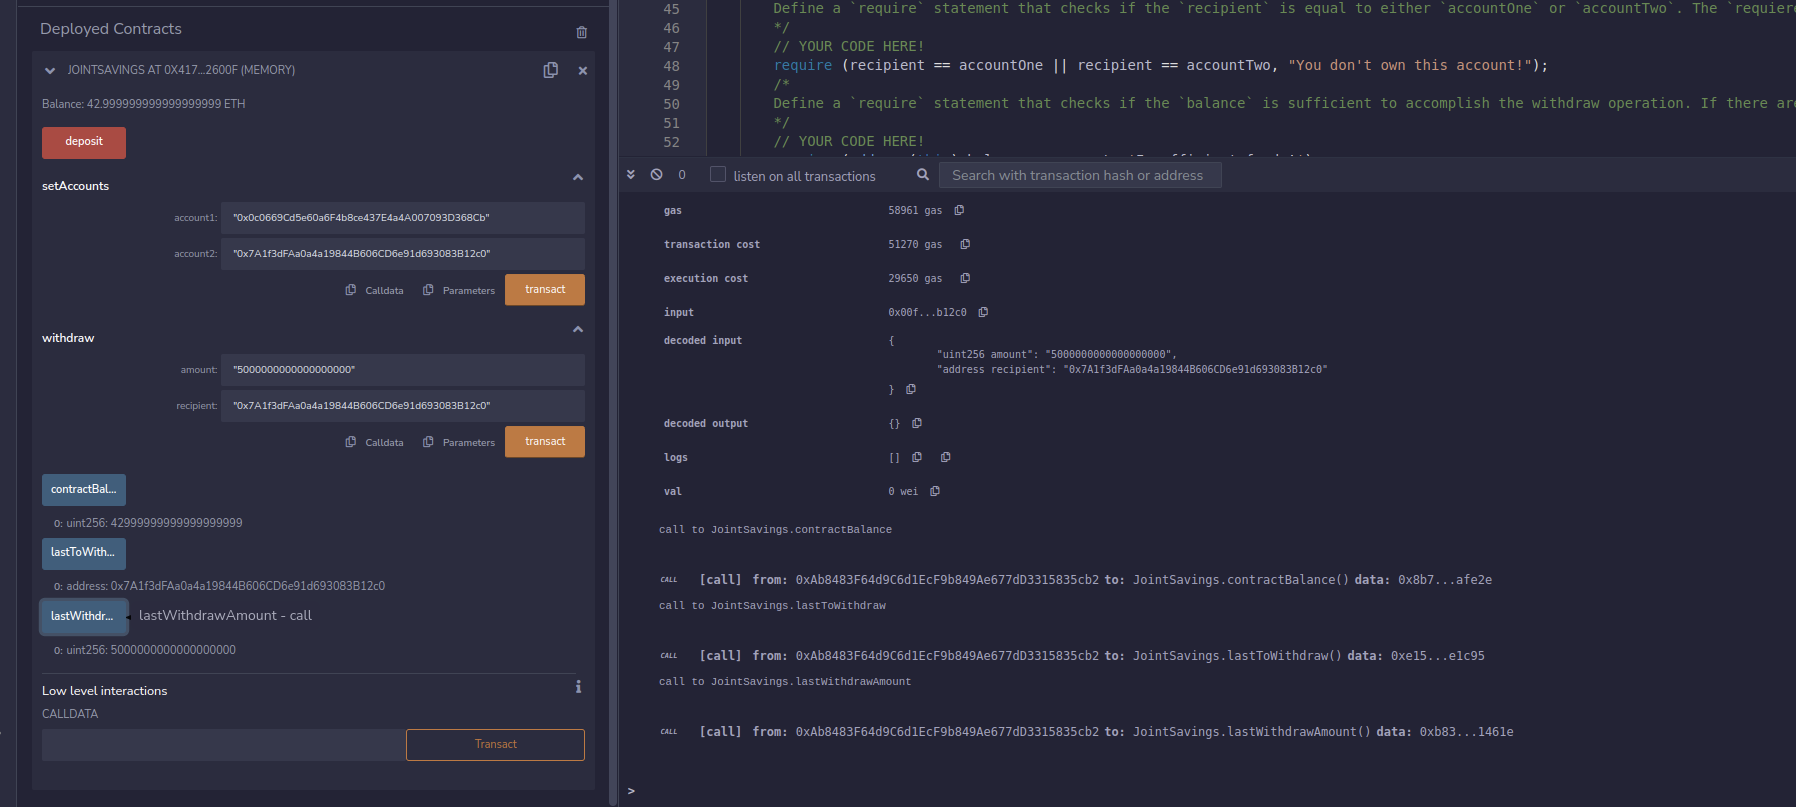 Deployed Contracts
JOINTSAVINGS AT 0X417...2600F (MEMORY)
Balance: 42.999999999999999999 ETH
deposit
setAccounts
account1: "0x0c0669Cd5e60a6F4b8ce437E4a4A007093D368Cb"
account2: "0x7A1f3dFAa0a4a19844B606CD6e91d693083B12c0"
Calldata Parameters transact
withdraw
amount: "5000000000000000000"
recipient: "0x7A1f3dFAa0a4a19844B606CD6e91d693083B12c0"
Calldata Parameters transact
contractBal...
0: uint256: 42999999999999999999
lastToWith...
0: address: 0x7A1f3dFAa0a4a19844B606CD6e91d693083B12c0
lastWithdr... lastWithdrawAmount - call
0: uint256: 5000000000000000000
Low level interactions
CALLDATA
Transact
45 Define a `require` statement that checks if the `recipient` is equal to either `accountOne` or `accountTwo`. The `requiere
46 */
47 // YOUR CODE HERE!
48 require (recipient == accountOne || recipient == accountTwo, "You don't own this account!");
49 /*
50 Define a `require` statement that checks if the `balance` is sufficient to accomplish the withdraw operation. If there are
51 */
52 // YOUR CODE HERE!
0 listen on all transactions Search with transaction hash or address
gas 58961 gas
transaction cost 51270 gas
execution cost 29650 gas
input 0x00f...b12c0
decoded input {
"uint256 amount": "5000000000000000000",
"address recipient": "0x7A1f3dFAa0a4a19844B606CD6e91d693083B12c0"
}
decoded output {}
logs []
val 0 wei
call to JointSavings.contractBalance
CALL [call] from: 0xAb8483F64d9C6d1EcF9b849Ae677dD3315835cb2 to: JointSavings.contractBalance() data: 0x8b7...afe2e
call to JointSavings.lastToWithdraw
CALL [call] from: 0xAb8483F64d9C6d1EcF9b849Ae677dD3315835cb2 to: JointSavings.lastToWithdraw() data: 0xe15...e1c95
call to JointSavings.lastWithdrawAmount
CALL [call] from: 0xAb8483F64d9C6d1EcF9b849Ae677dD3315835cb2 to: JointSavings.lastWithdrawAmount() data: 0xb83...1461e
>